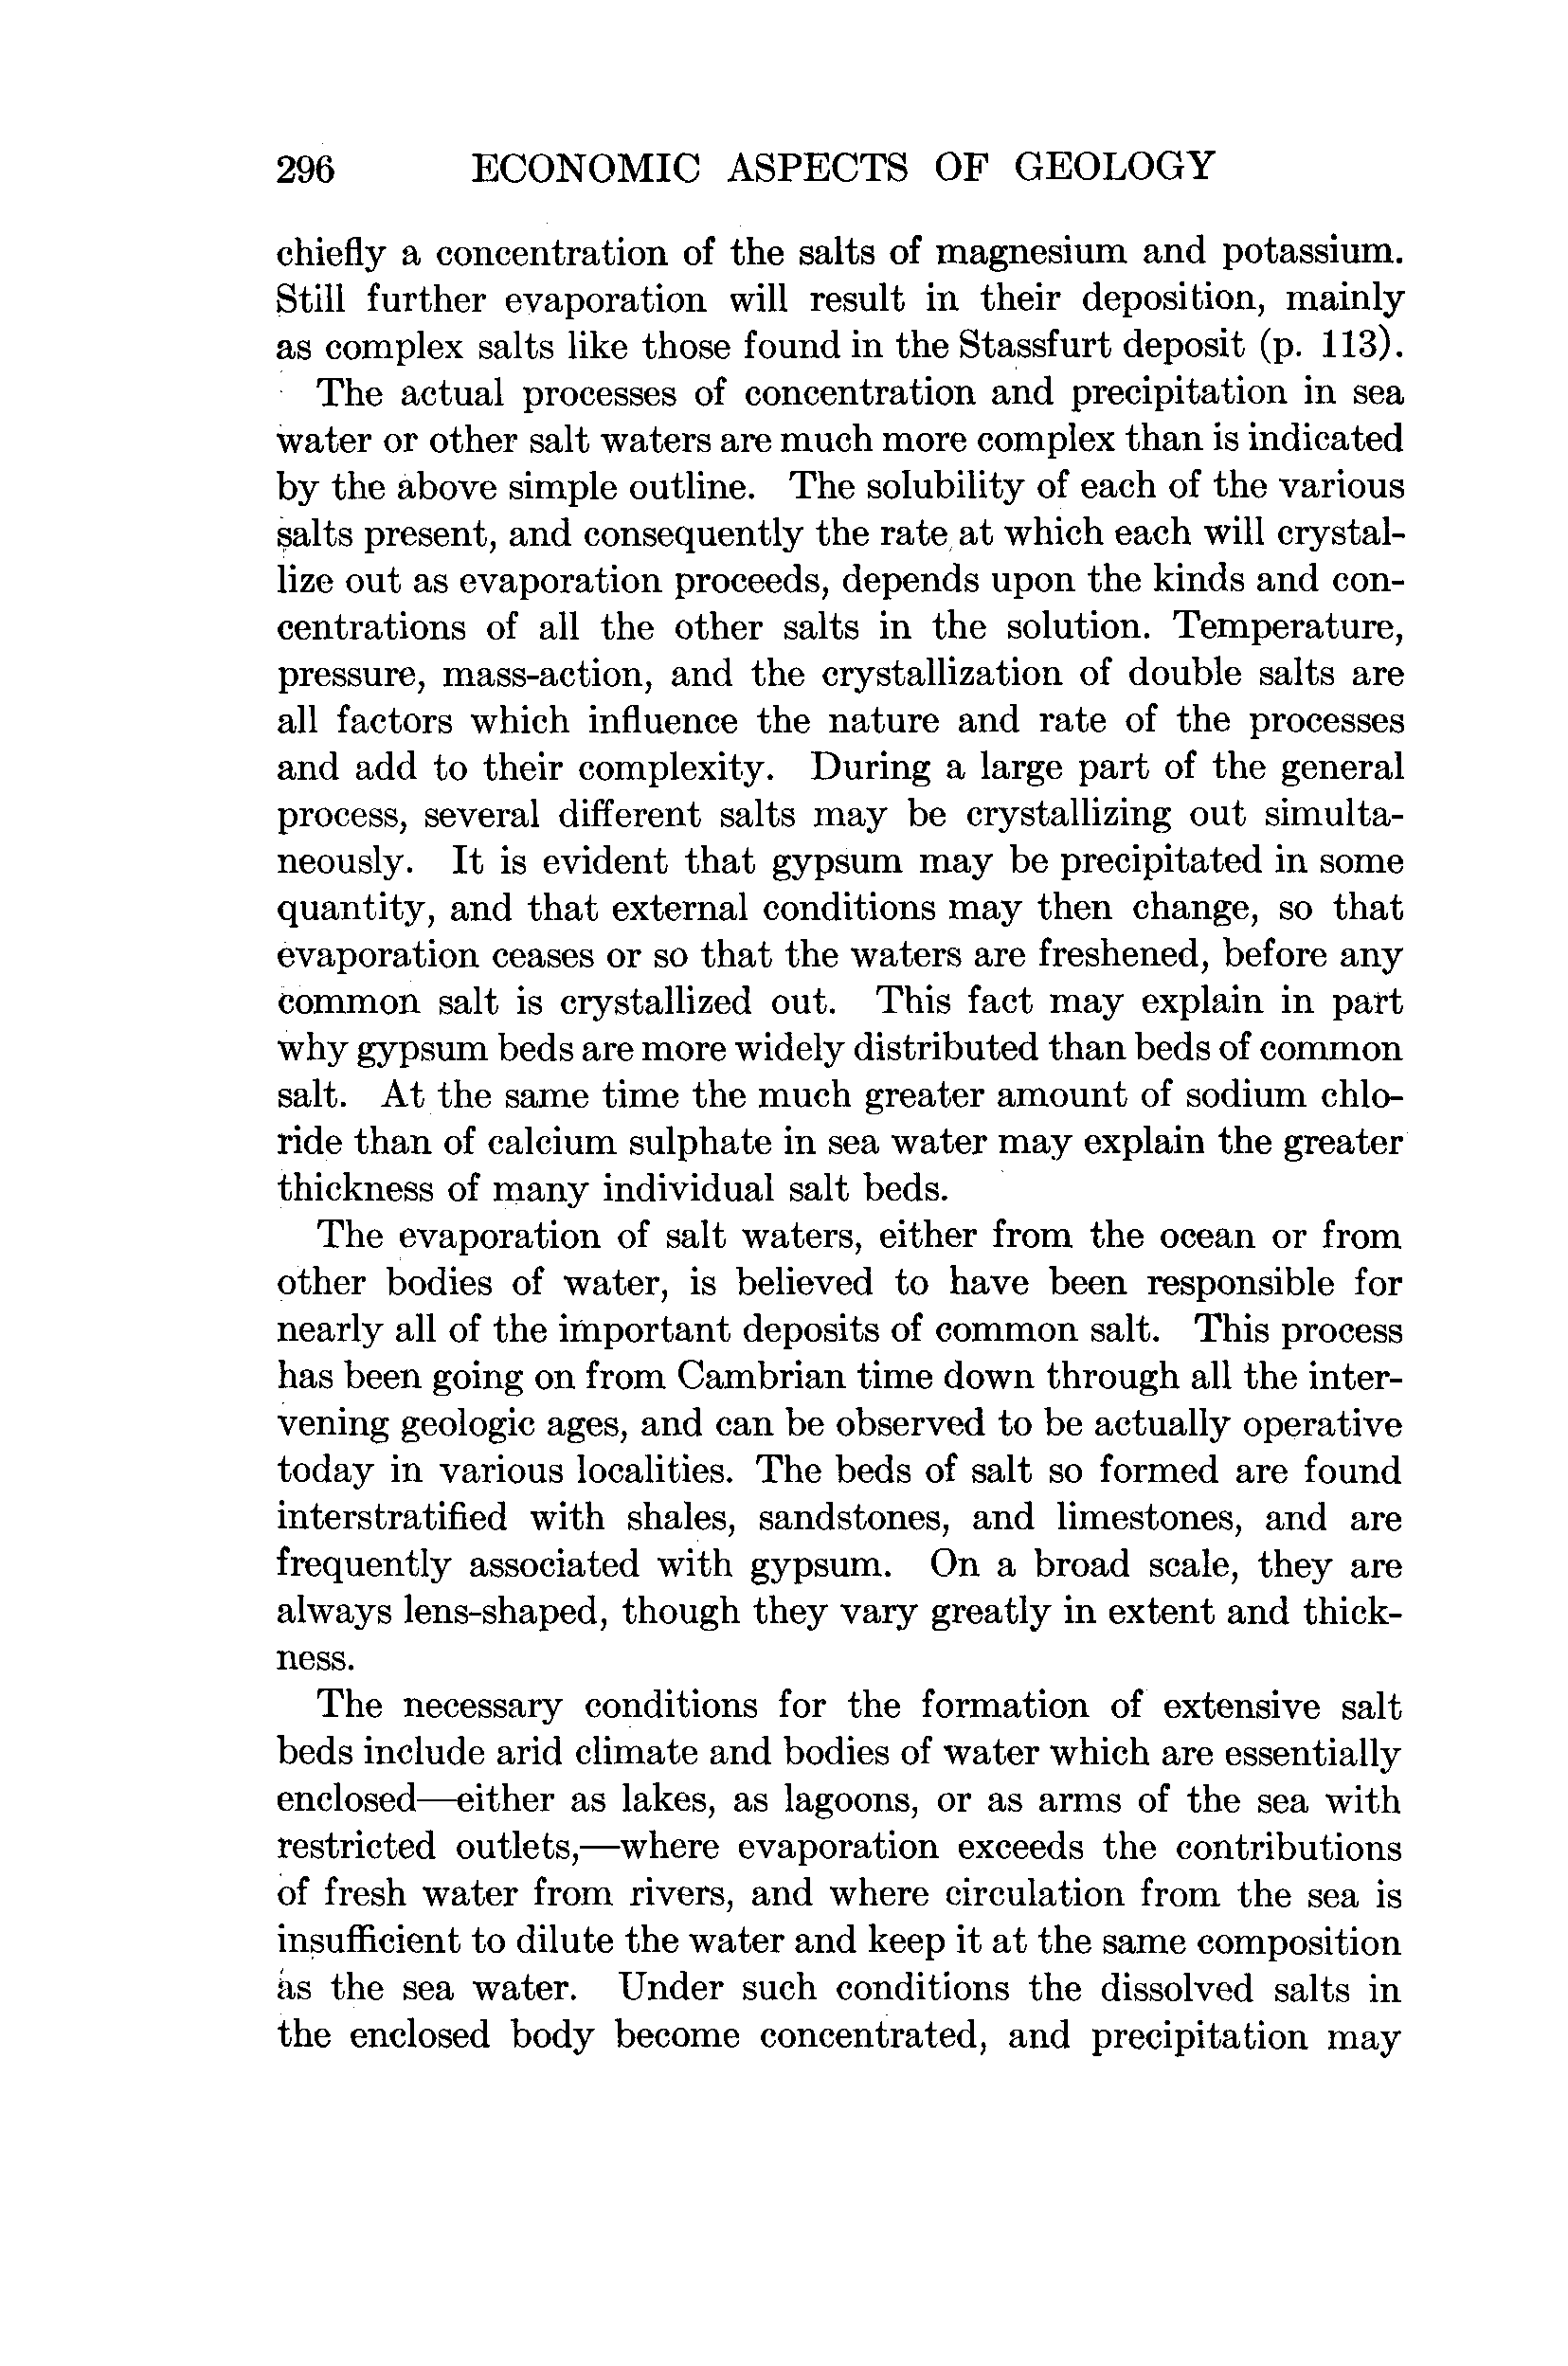 296 ECONOMIC ASPECTS OF GEOLOGY
chiefly a concentration of the salts of magnesium and potassium.
Still further evaporation will result in their deposition, mainly
as complex salts like those found in the Stassfurt deposit (p. 113).
The actual processes of concentration and precipitation in sea
water or other salt waters are much more complex than is indicated
by the above simple outline. The solubility of each of the various
salts present, and consequently the rate at which each will crystal-
lize out as evaporation proceeds, depends upon the kinds and con-
centrations of all the other salts in the solution. Temperature,
pressure, mass-action, and the crystallization of double salts are
all factors which influence the nature and rate of the processes
and add to their complexity. During a large part of the general
process, several different salts may be crystallizing out simulta-
neously. It is evident that gypsum may be precipitated in some
quantity, and that external conditions may then change, so that
evaporation ceases or so that the waters are freshened, before any
common salt is crystallized out. This fact may explain in part
why gypsum beds are more widely distributed than beds of common
salt. At the same time the much greater amount of sodium chlo-
ride than of calcium sulphate in sea water may explain the greater
thickness of many individual salt beds.
The evaporation of salt waters, either from the ocean or from
other bodies of water, is believed to have been responsible for
nearly all of the important deposits of common salt. This process
has been going on from Cambrian time down through all the inter-
vening geologic ages, and can be observed to be actually operative
today in various localities. The beds of salt so formed are found
interstratified with shales, sandstones, and limestones, and are
frequently associated with gypsum. On a broad scale, they are
always lens-shaped, though they vary greatly in extent and thick-
ness.
The necessary conditions for the formation of extensive salt
beds include arid climate and bodies of water which are essentially
enclosed—either as lakes, as lagoons, or as arms of the sea with
restricted outlets,—where evaporation exceeds the contributions
of fresh water from rivers, and where circulation from the sea is
insufficient to dilute the water and keep it at the same composition
as the sea water. Under such conditions the dissolved salts in
the enclosed body become concentrated, and precipitation may